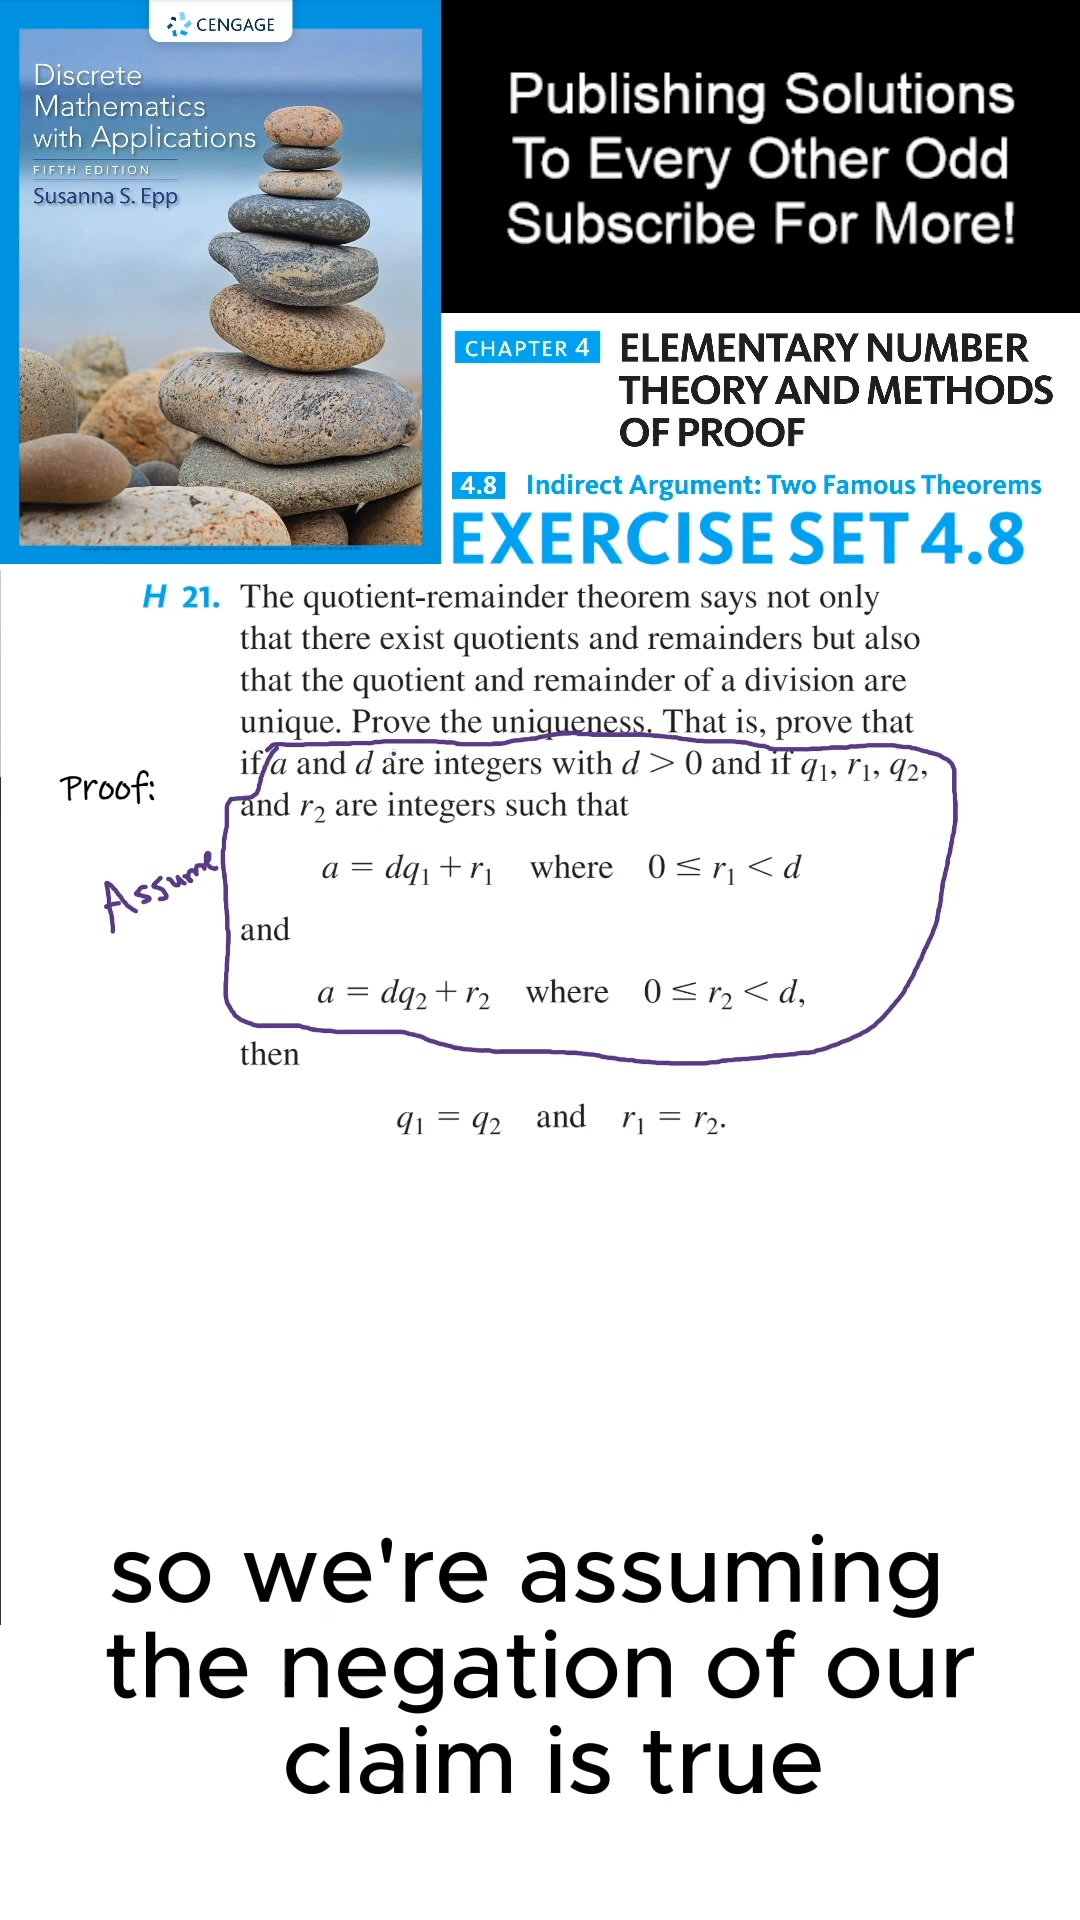 CENGAGE
Discrete
Mathematics
with Applications
FIFTH EDITION
Susanna S. Epp
Publishing Solutions
To Every Other Odd
Subscribe For More!
CHAPTER 4 ELEMENTARY NUMBER
THEORY AND METHODS
OF PROOF
4.8 Indirect Argument: Two Famous Theorems
EXERCISE SET 4.8
H 21. The quotient-remainder theorem says not only
that there exist quotients and remainders but also
that the quotient and remainder of a division are
unique. Prove the uniqueness. That is, prove that
if a and d are integers with d > 0 and if q₁, r₁, q₂,
Proof:
and r₂ are integers such that
Assume
a = dq₁ + r₁ where 0 ≤ r₁ < d
and
a = dq₂ + r₂ where 0 ≤ r₂ < d,
then
q₁ = q₂ and r₁ = r₂.
so we're assuming
the negation of our
claim is true